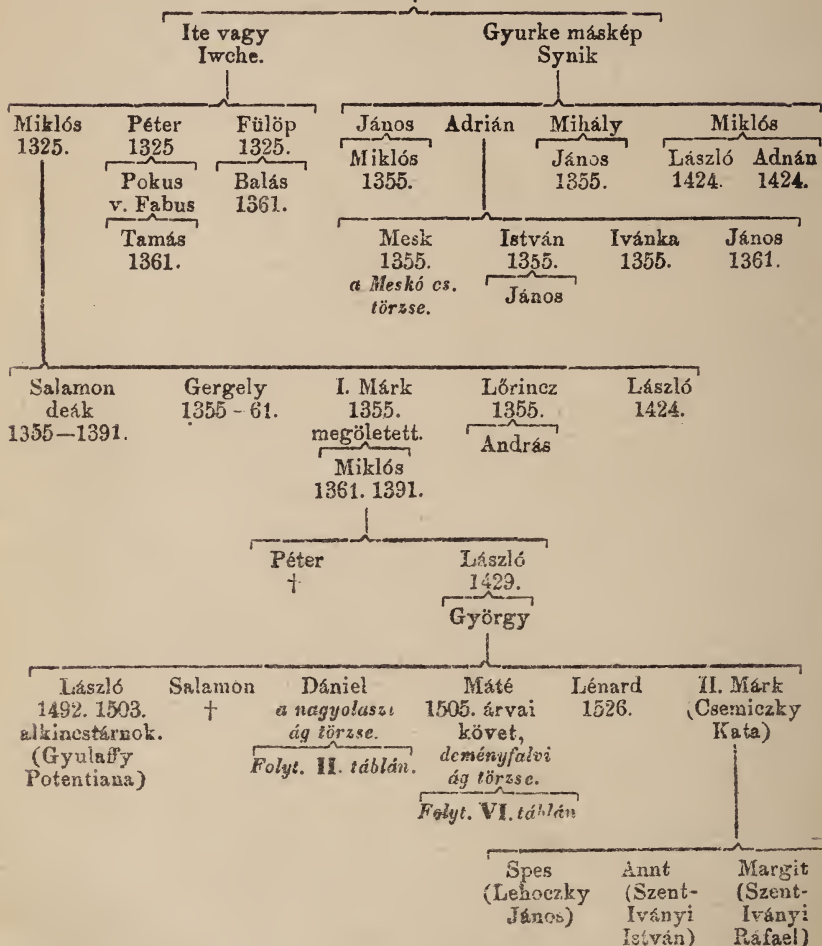 Ite vagy Gyurke máskép
Iwche. Synik
Miklós Péter Fülöp János Adrián Mihály Miklós
1325. 1325 1325. Miklós János László Adnán
Pokus Balás 1355. 1355. 1424. 1424.
v. Fabus 1361.
Tamás Mesk István Ivánka János
1361. 1355. 1355. 1355. 1361.
a Meskó cs. János
törzse.
Salamon Gergely I. Márk Lőrincz László
deák 1355-61. 1355. 1355. 1424.
1355—1391. megöletett. András
Miklós
1361. 1391.
Péter László
† 1429.
György
László Salamon Dániel Máté Lénard II. Márk
1492. 1503. † a nagyolaszi 1505. árvai 1526. (Csemiczky
alkincstárnok. ág törzse. követ, Kata)
(Gyulaffy Folyt. II. táblán. deményfalvi
Potentiana) ág törzse.
Folyt. VI. táblán
Spes Annt Margit
(Lehoczky (Szent- (Szent-
János) Iványi Iványi
István) Ráfael)